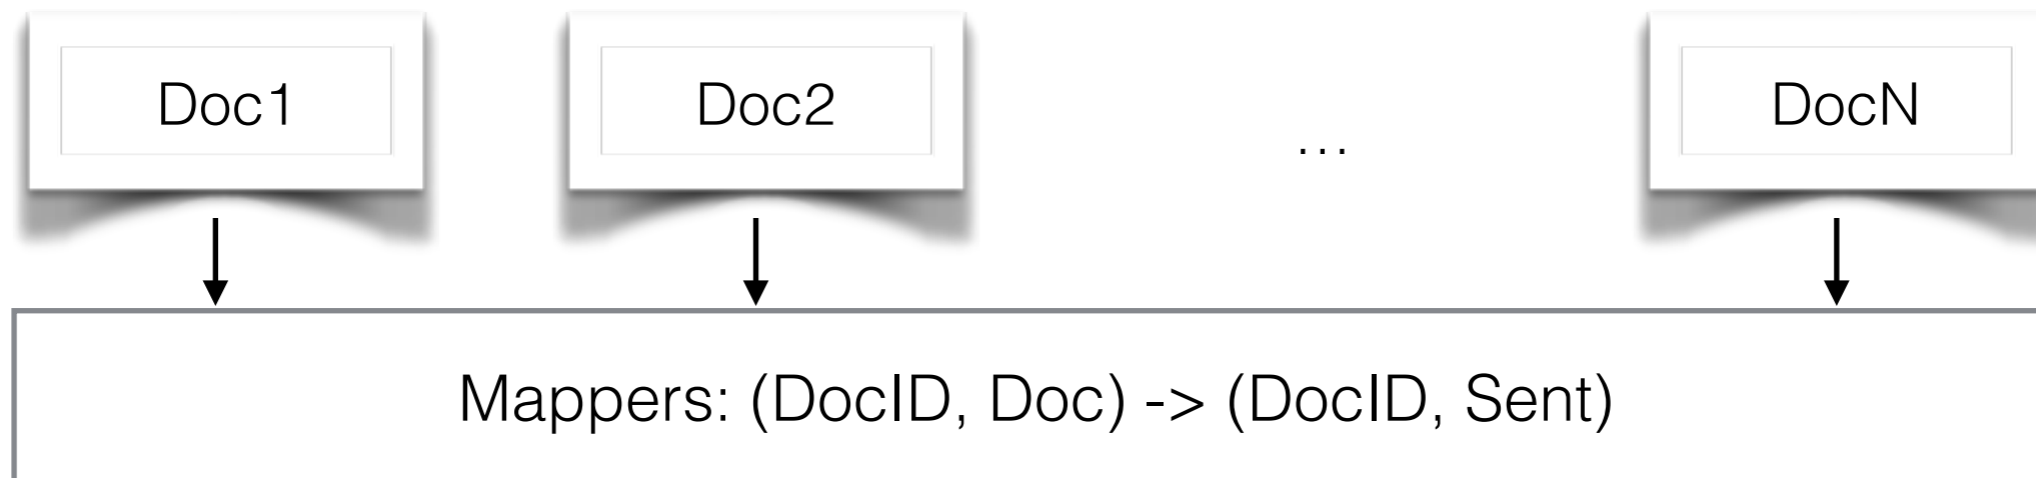 Doc1
Doc2
...
DocN
Mappers: (DocID, Doc) -> (DocID, Sent)